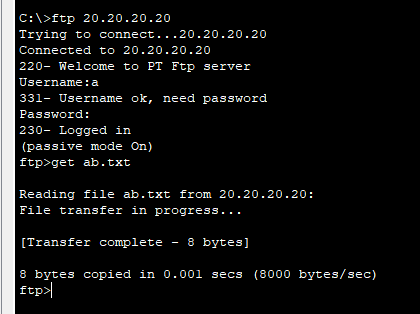 C:\>ftp 20.20.20.20
Trying to connect...20.20.20.20
Connected to 20.20.20.20
220- Welcome to PT Ftp server
Username:a
331- Username ok, need password
Password:
230- Logged in
(passive mode On)
ftp>get ab.txt
Reading file ab.txt from 20.20.20.20:
File transfer in progress...
[Transfer complete - 8 bytes]
8 bytes copied in 0.001 secs (8000 bytes/sec)
ftp>